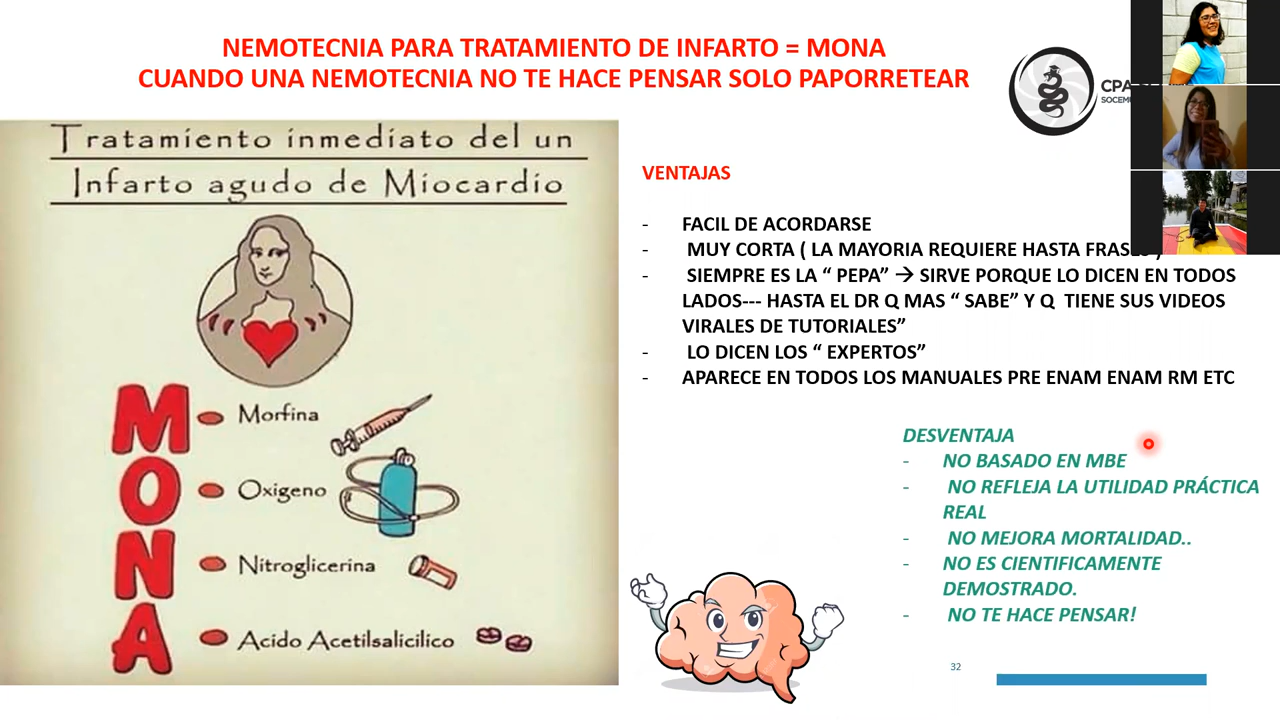 NEMOTECNIA PARA TRATAMIENTO DE INFARTO = MONA
CUANDO UNA NEMOTECNIA NO TE HACE PENSAR SOLO PAPORRETEAR
CPA
Tratamiento inmediato del un
Infarto agudo de Miocardio
MONA
Morfina
Oxigeno
Nitroglicerina
Acido Acetilsalicilico
VENTAJAS
- FACIL DE ACORDARSE
- MUY CORTA ( LA MAYORIA REQUIERE HASTA FRASES )
- SIEMPRE ES LA “ PEPA” → SIRVE PORQUE LO DICEN EN TODOS
LADOS--- HASTA EL DR Q MAS “ SABE” Y Q TIENE SUS VIDEOS
VIRALES DE TUTORIALES”
- LO DICEN LOS “ EXPERTOS”
- APARECE EN TODOS LOS MANUALES PRE ENAM ENAM RM ETC
DESVENTAJA
- NO BASADO EN MBE
- NO REFLEJA LA UTILIDAD PRÁCTICA
REAL
- NO MEJORA MORTALIDAD..
- NO ES CIENTIFICAMENTE
DEMOSTRADO.
- NO TE HACE PENSAR!
32